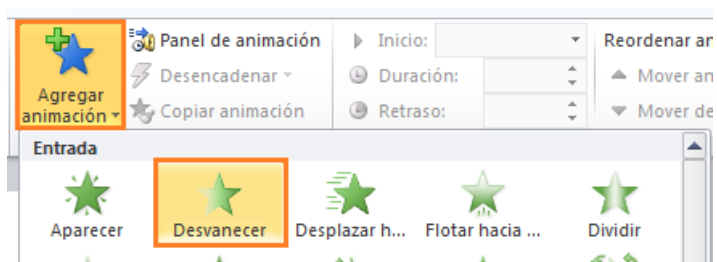 Panel de animación
Inicio:
Reordenar an
Desencadenar
Duración:
Mover an
Agregar
animación
Copiar animación
Retraso:
Mover de
Entrada
Aparecer
Desvanecer
Desplazar h...
Flotar hacia ...
Dividir